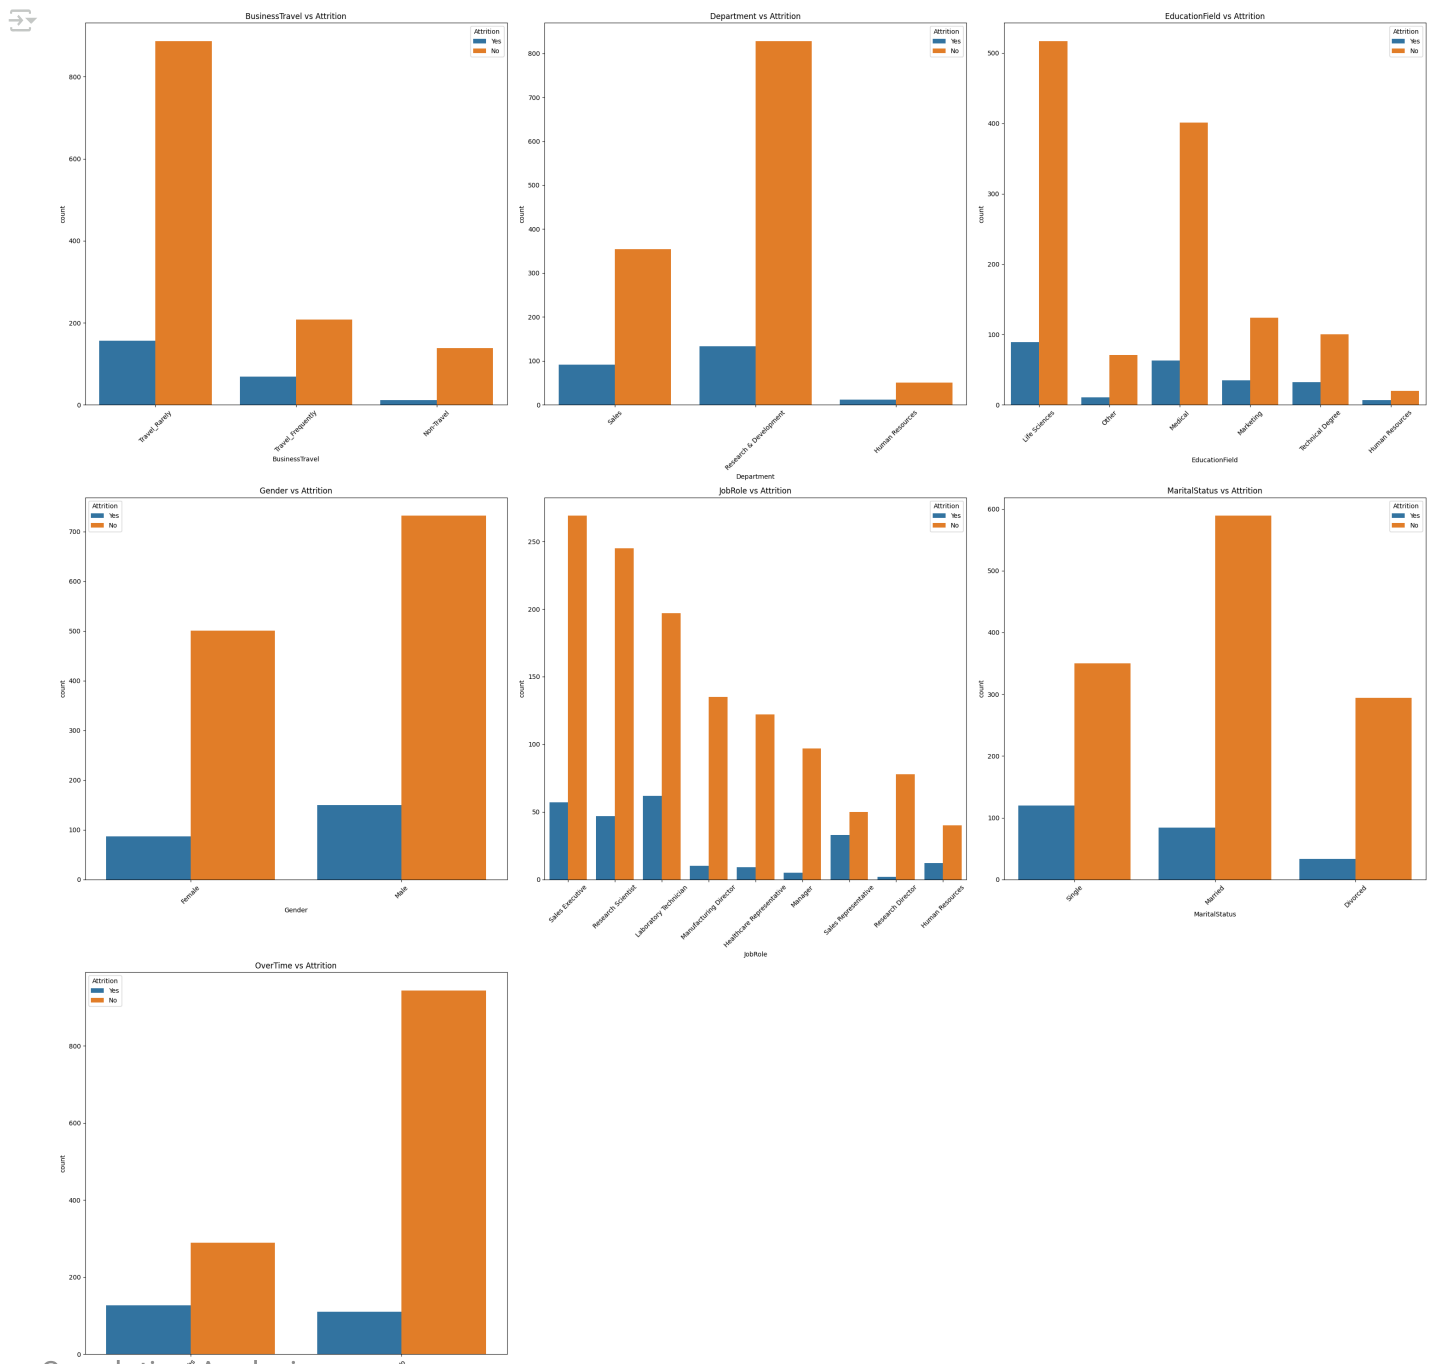 BusinessTravel vs Attrition
Attrition
Yes
No
800
600
400
200
0
count
Travel_Rarely
Travel_Frequently
Non-Travel
BusinessTravel
Department vs Attrition
Attrition
Yes
No
800
700
600
500
400
300
200
100
0
count
Sales
Research & Development
Human Resources
Department
EducationField vs Attrition
Attrition
Yes
No
500
400
300
200
100
0
count
Life Sciences
Other
Medical
Marketing
Technical Degree
Human Resources
EducationField
Gender vs Attrition
Attrition
Yes
No
700
600
500
400
300
200
100
0
count
Female
Male
Gender
JobRole vs Attrition
Attrition
Yes
No
250
200
150
100
50
0
count
Sales Executive
Research Scientist
Laboratory Technician
Manufacturing Director
Healthcare Representative
Manager
Sales Representative
Research Director
Human Resources
JobRole
MaritalStatus vs Attrition
Attrition
Yes
No
600
500
400
300
200
100
0
count
Single
Married
Divorced
MaritalStatus
OverTime vs Attrition
Attrition
Yes
No
800
600
400
200
0
count